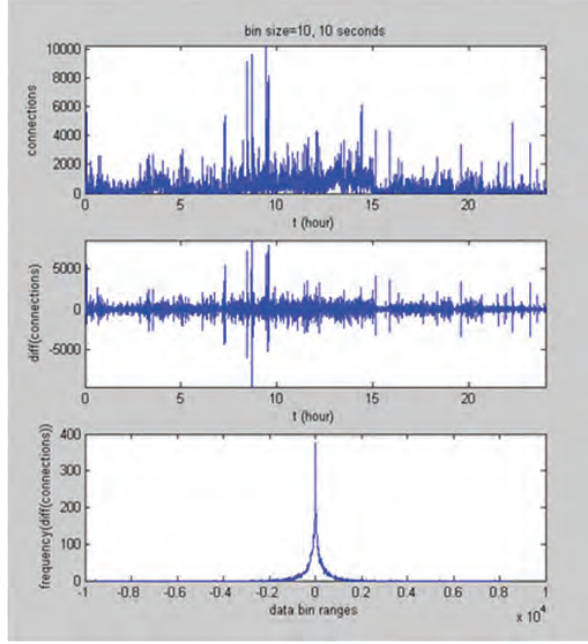 bin size=10, 10 seconds
10000
8000
6000
4000
2000
0
connections
0 5 10 15 20
t (hour)
5000
0
-5000
diff(connections)
0 5 10 15 20
t (hour)
400
300
200
100
0
frequency(diff(connections))
-1 -0.8 -0.6 -0.4 -0.2 0 0.2 0.4 0.6 0.8 1
data bin ranges
x 10^4